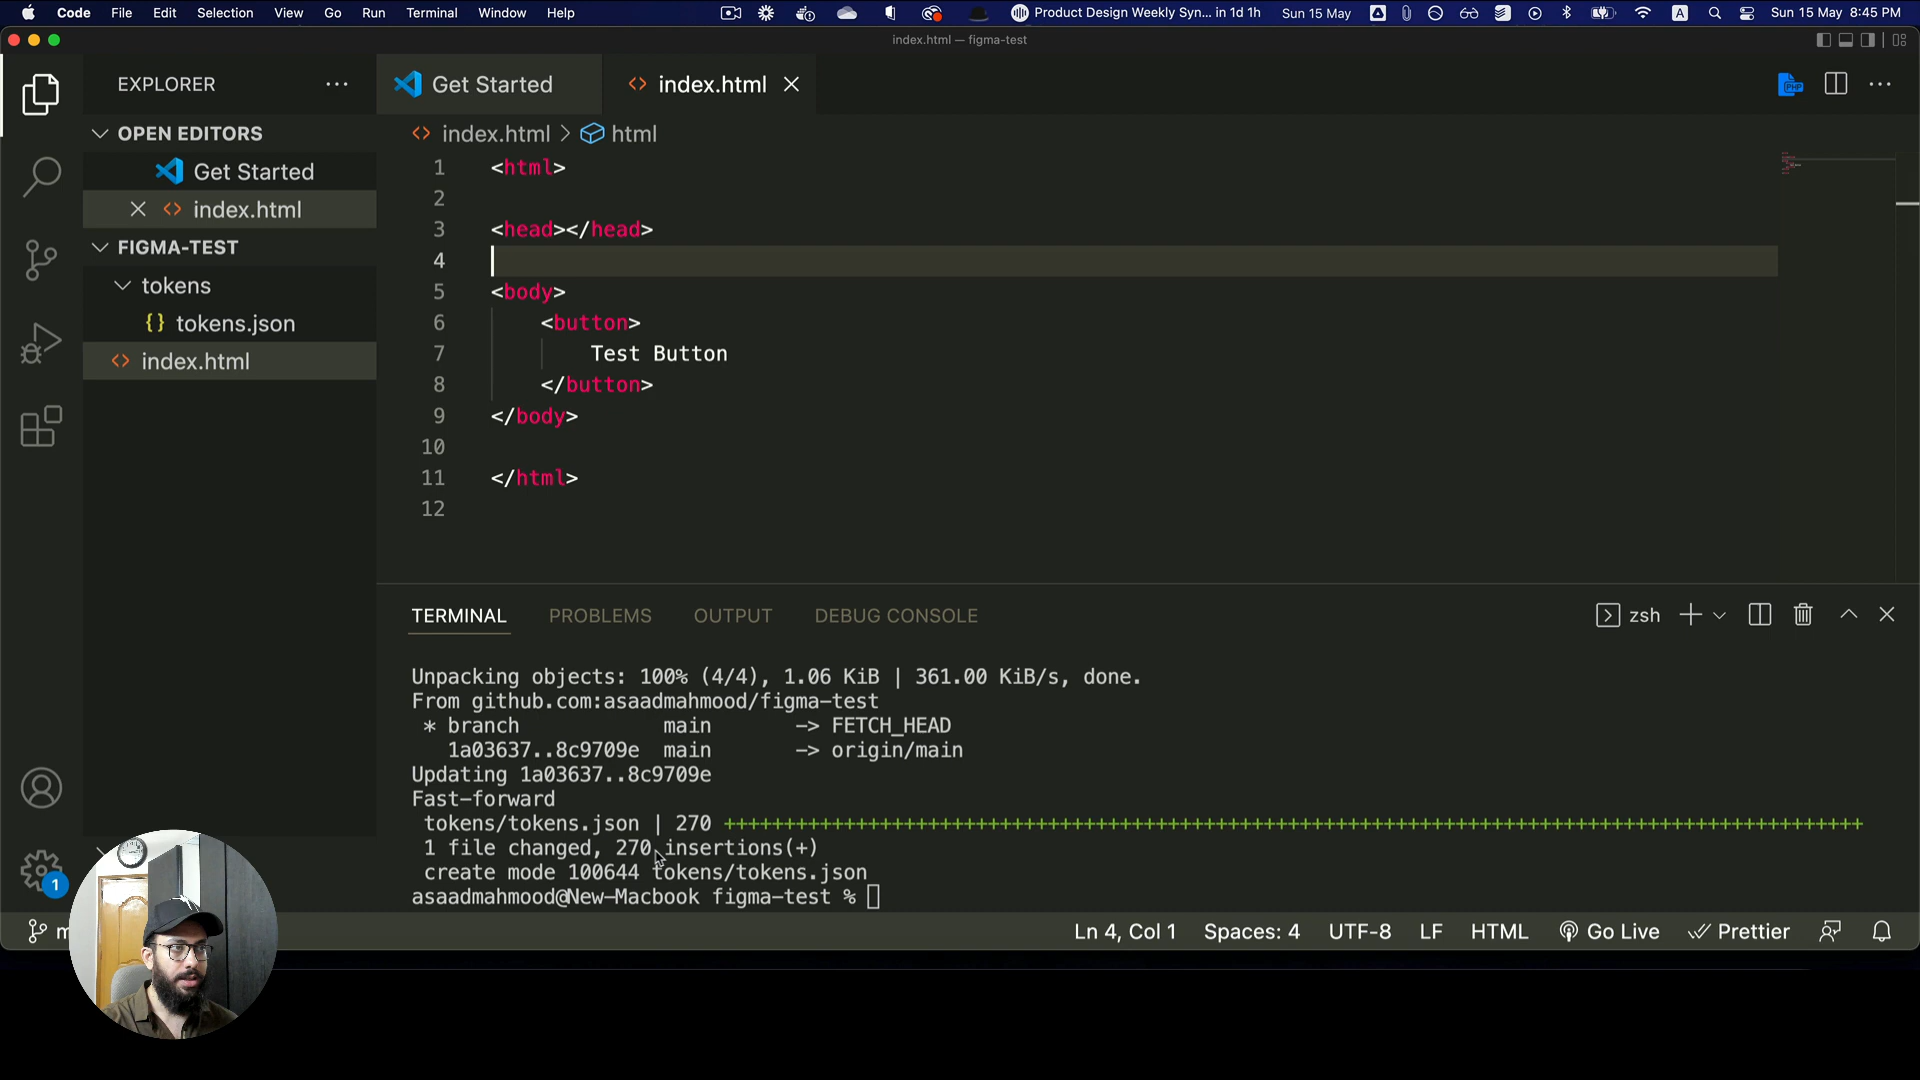 Code File Edit Selection View Go Run Terminal Window Help Product Design Weekly Syn... in 1d 1h Sun 15 May A Sun 15 May 8:45 PM
index.html — figma-test
EXPLORER
Get Started
index.html
PHP
OPEN EDITORS
Get Started
index.html
FIGMA-TEST
tokens
{} tokens.json
index.html
index.html > html
1 <html>
2
3 <head></head>
4
5 <body>
6 <button>
7 Test Button
8 </button>
9 </body>
10
11 </html>
12
TERMINAL PROBLEMS OUTPUT DEBUG CONSOLE zsh
Unpacking objects: 100% (4/4), 1.06 KiB | 361.00 KiB/s, done.
From github.com:asaadmahmood/figma-test
* branch main -> FETCH_HEAD
1a03637..8c9709e main -> origin/main
Updating 1a03637..8c9709e
Fast-forward
tokens/tokens.json | 270 +++++++++++++++++++++++++++++++++++++++++++++++++++++++++++++++++++++++++++++++++++++++++++++++
1 file changed, 270 insertions(+)
create mode 100644 tokens/tokens.json
asaadmahmood@New-Macbook figma-test %
1
Ln 4, Col 1 Spaces: 4 UTF-8 LF HTML Go Live Prettier